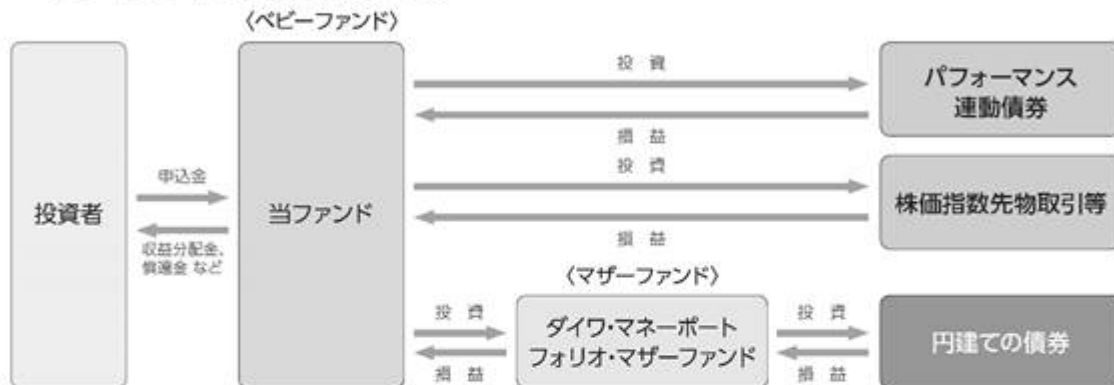 〈ベビーファンド〉
投資者
申込金
収益分配金、
償還金 など
当ファンド
投 資
損 益
パフォーマンス
連動債券
投 資
損 益
株価指数先物取引等
〈マザーファンド〉
投 資
損 益
ダイワ・マネーポート
フォリオ・マザーファンド
投 資
損 益
円建ての債券